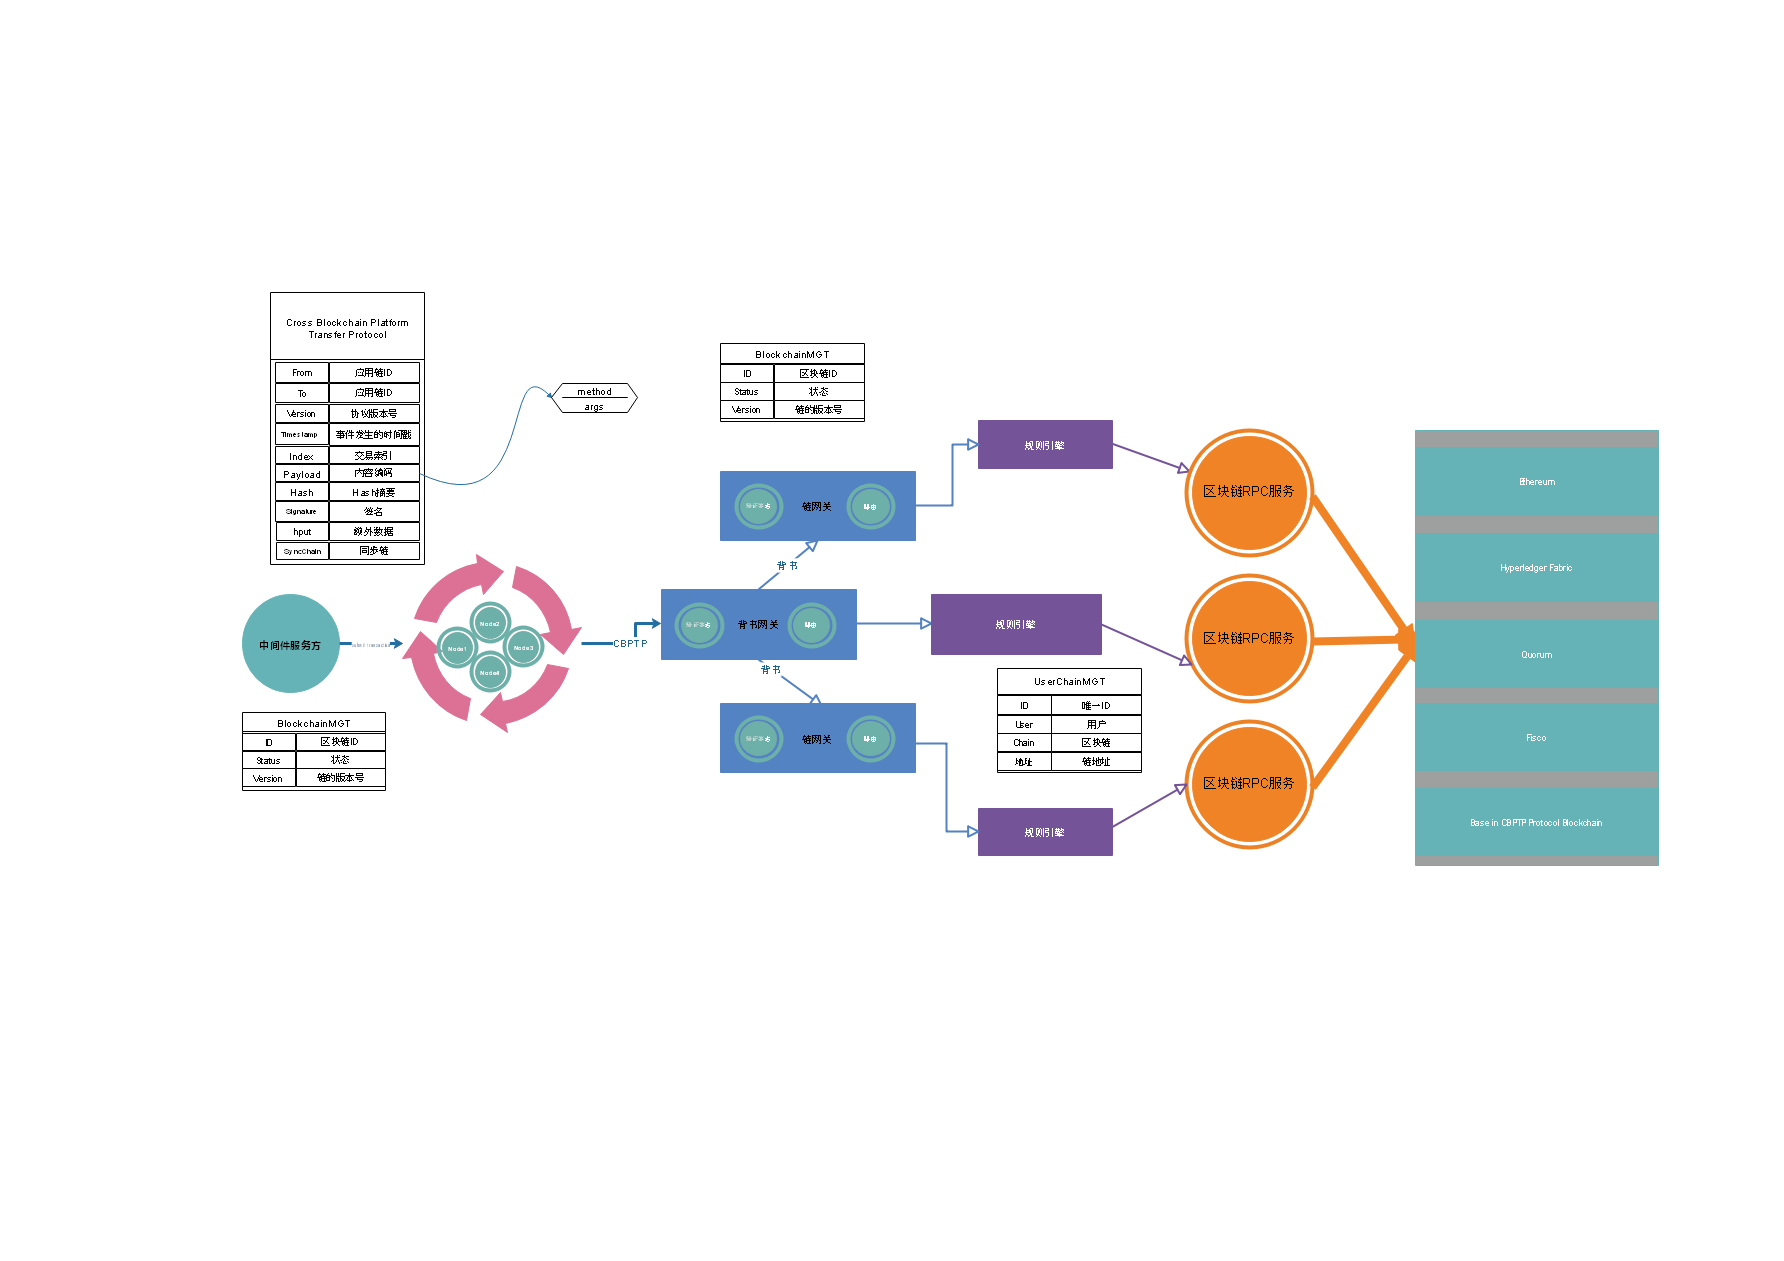 Cross Blockchain Platform
Transfer Protocol
From 应用链ID
To 应用链ID
Version 协议版本号
Timestamp 事件发生的时间戳
Index 交易索引
Payload 内容编码
Hash Hash摘要
Signature 签名
Input 额外数据
SyncChain 同步链
method
args
BlockchainMGT
ID 区块链ID
Status 状态
Version 链的版本号
中间件服务方
Node2
Node1
Node3
Node4
CBPTP
BlockchainMGT
ID 区块链ID
Status 状态
Version 链的版本号
链网关
背书
背书网关
背书
链网关
规则引擎
规则引擎
规则引擎
UserChainMGT
ID 唯一ID
User 用户
Chain 区块链
地址 链地址
区块链RPC服务
区块链RPC服务
区块链RPC服务
Ethereum
Hyperledger Fabric
Quorum
Fisco
Base in CBPTP Protocol Blockchain